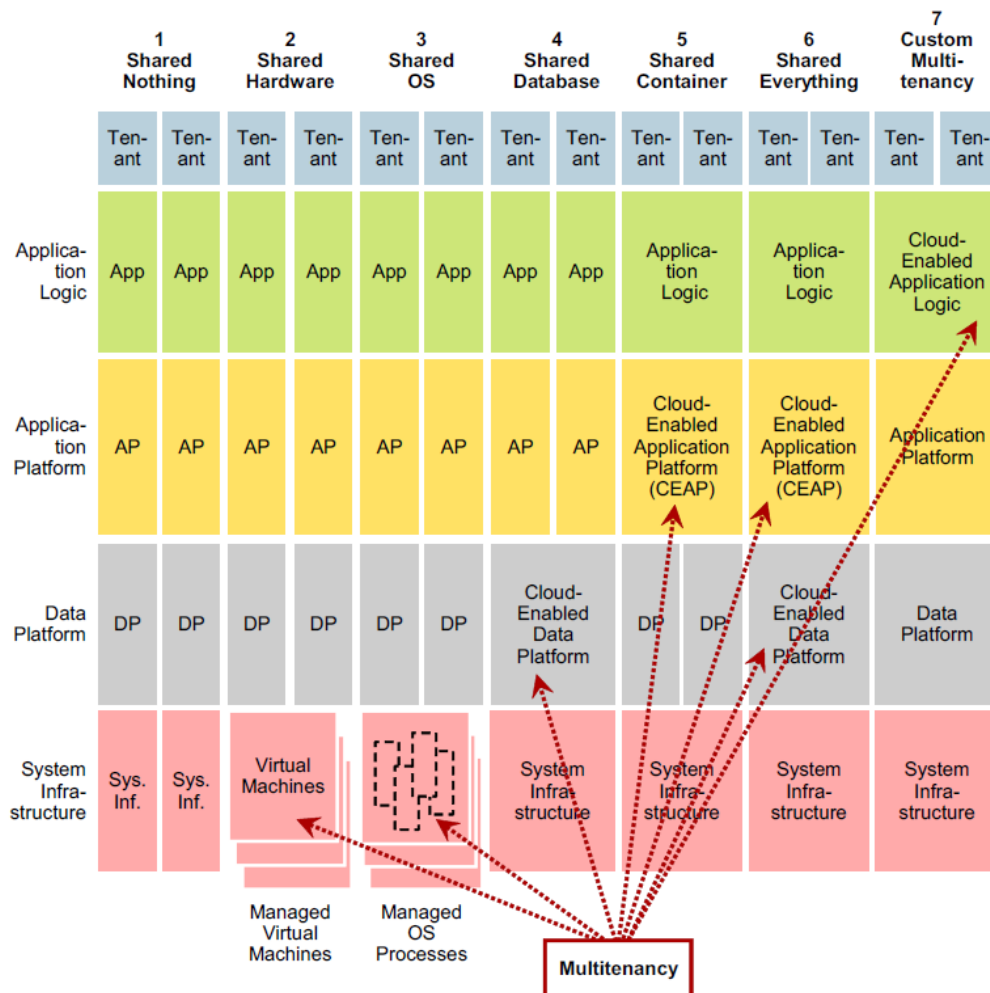 1
Shared
Nothing
2
Shared
Hardware
3
Shared
OS
4
Shared
Database
5
Shared
Container
6
Shared
Everything
7
Custom
Multi-
tenancy
Ten-
ant
Ten-
ant
Ten-
ant
Ten-
ant
Ten-
ant
Ten-
ant
Ten-
ant
Ten-
ant
Ten-
ant
Ten-
ant
Ten-
ant
Ten-
ant
Ten-
ant
Ten-
ant
Applica-
tion
Logic
App
App
App
App
App
App
App
App
Applica-
tion
Logic
Applica-
tion
Logic
Cloud-
Enabled
Application
Logic
Applica-
tion
Platform
AP
AP
AP
AP
AP
AP
AP
AP
Cloud-
Enabled
Application
Platform
(CEAP)
Cloud-
Enabled
Application
Platform
(CEAP)
Application
Platform
Data
Platform
DP
DP
DP
DP
DP
DP
Cloud-
Enabled
Data
Platform
DP
DP
Cloud-
Enabled
Data
Platform
Data
Platform
System
Infra-
structure
Sys.
Inf.
Sys.
Inf.
Virtual
Machines
System
Infra-
structure
System
Infra-
structure
System
Infra-
structure
System
Infra-
structure
Managed
Virtual
Machines
Managed
OS
Processes
Multitenancy